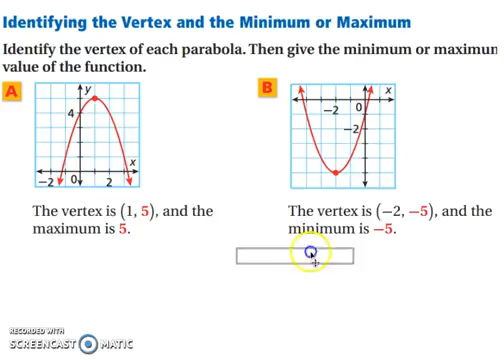 Identifying the Vertex and the Minimum or Maximum
Identify the vertex of each parabola. Then give the minimum or maximum
value of the function.
A
y
4
x
−2
0
2
The vertex is (1, 5), and the
maximum is 5.
B
x
−2
0
−2
The vertex is (−2, −5), and the
minimum is −5.
RECORDED WITH
SCREENCAST MATIC